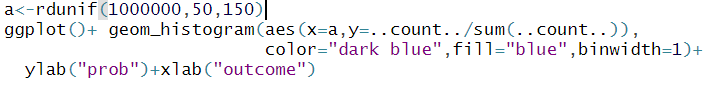 a<-rdunif(1000000,50,150)
ggplot()+ geom_histogram(aes(x=a,y=..count../sum(..count..)),
color="dark blue",fill="blue",binwidth=1)+
ylab("prob")+xlab("outcome")